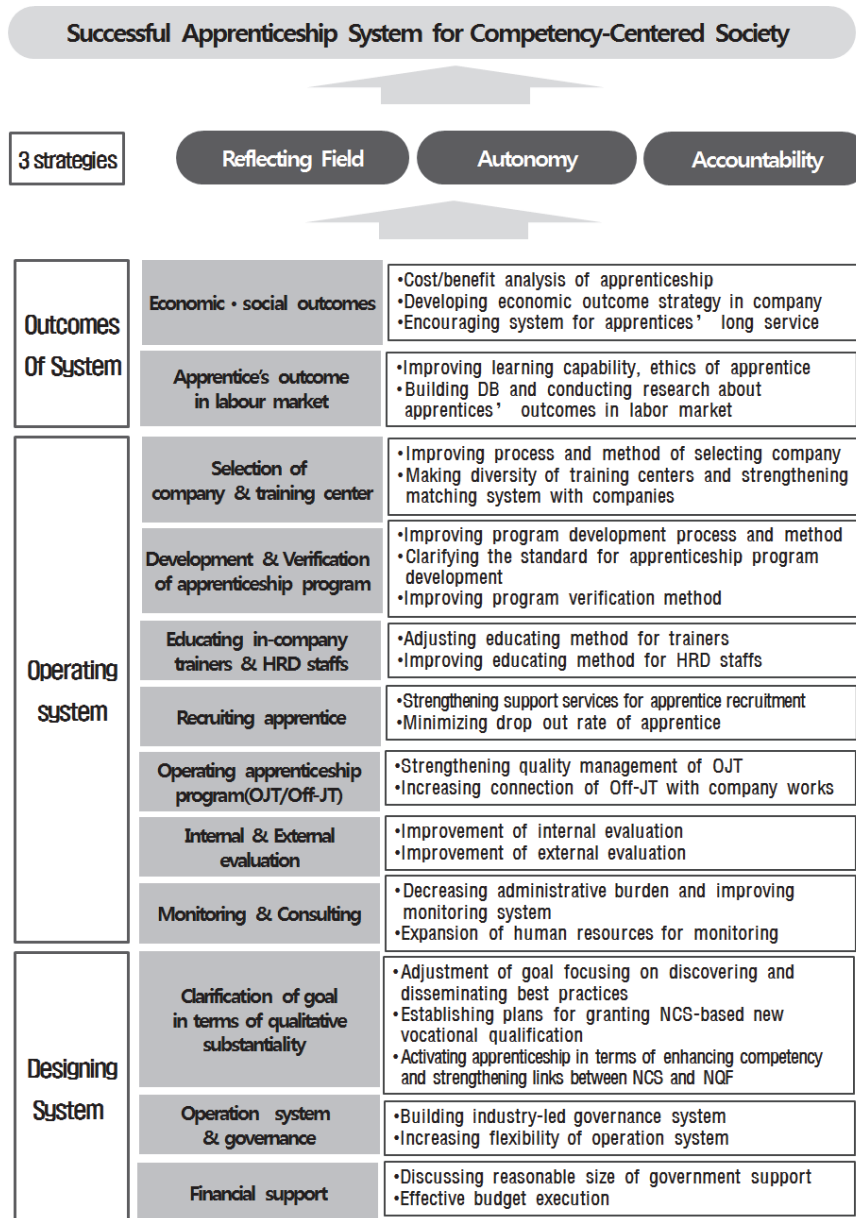 Successful Apprenticeship System for Competency-Centered Society
3 strategies
Reflecting Field
Autonomy
Accountability
Outcomes
Of System
Economic · social outcomes
•Cost/benefit analysis of apprenticeship
•Developing economic outcome strategy in company
•Encouraging system for apprentices’ long service
Apprentice's outcome
in labour market
•Improving learning capability, ethics of apprentice
•Building DB and conducting research about
apprentices’ outcomes in labor market
Operating
system
Selection of
company & training center
•Improving process and method of selecting company
•Making diversity of training centers and strengthening
matching system with companies
Development & Verification
of apprenticeship program
•Improving program development process and method
•Clarifying the standard for apprenticeship program
development
•Improving program verification method
Educating in-company
trainers & HRD staffs
•Adjusting educating method for trainers
•Improving educating method for HRD staffs
Recruiting apprentice
•Strengthening support services for apprentice recruitment
•Minimizing drop out rate of apprentice
Operating apprenticeship
program(OJT/Off-JT)
•Strengthening quality management of OJT
•Increasing connection of Off-JT with company works
Internal & External
evaluation
•Improvement of internal evaluation
•Improvement of external evaluation
Monitoring & Consulting
•Decreasing administrative burden and improving
monitoring system
•Expansion of human resources for monitoring
Designing
System
Clarification of goal
in terms of qualitative
substantiality
•Adjustment of goal focusing on discovering and
disseminating best practices
•Establishing plans for granting NCS-based new
vocational qualification
•Activating apprenticeship in terms of enhancing competency
and strengthening links between NCS and NQF
Operation system
& governance
•Building industry-led governance system
•Increasing flexibility of operation system
Financial support
•Discussing reasonable size of government support
•Effective budget execution